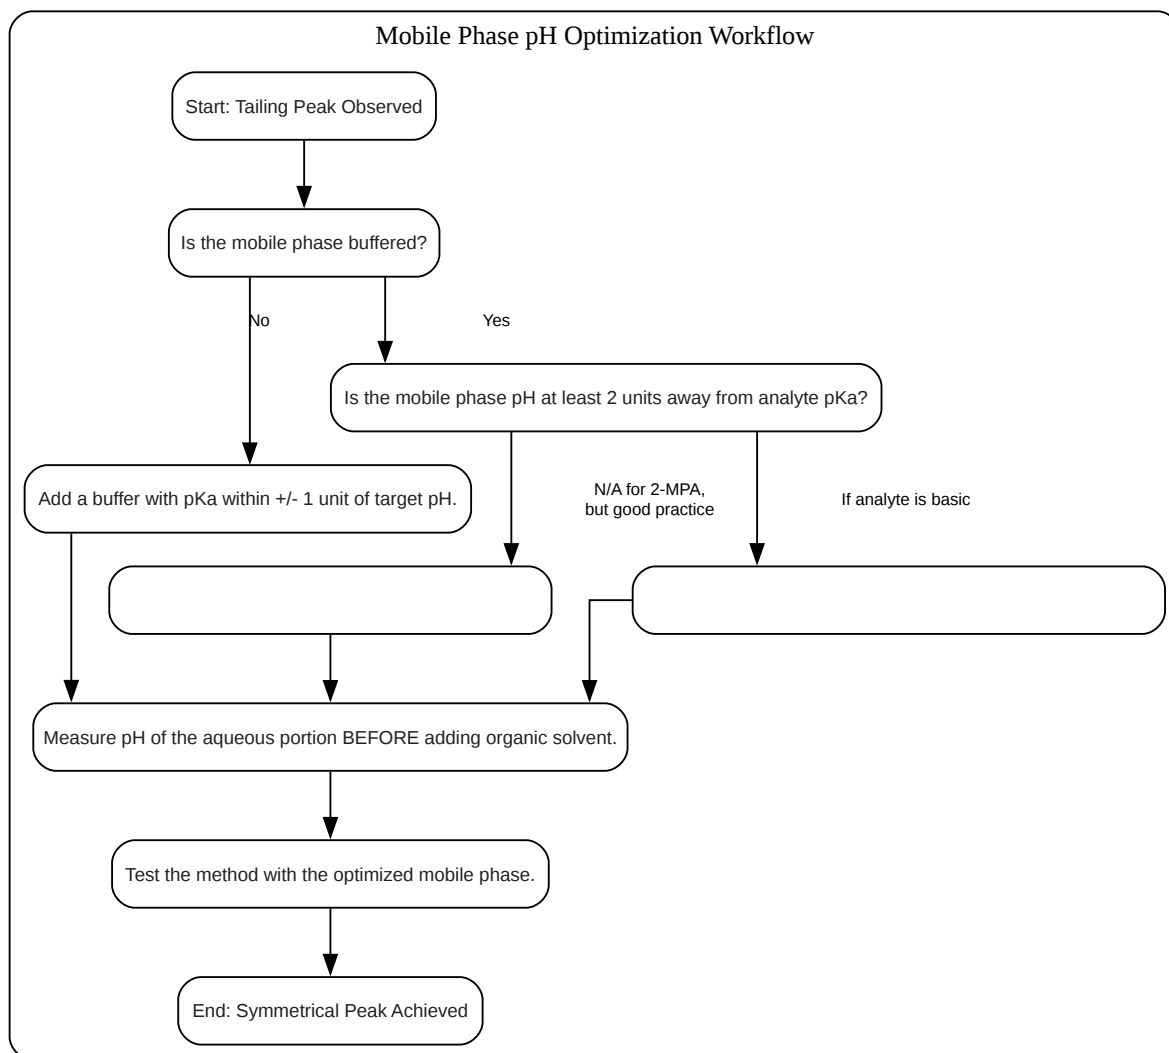 Mobile Phase pH Optimization Workflow
Start: Tailing Peak Observed
Is the mobile phase buffered?
No
Yes
Is the mobile phase pH at least 2 units away from analyte pKa?
Add a buffer with pKa within +/- 1 unit of target pH.
N/A for 2-MPA,
but good practice
If analyte is basic
Measure pH of the aqueous portion BEFORE adding organic solvent.
Test the method with the optimized mobile phase.
End: Symmetrical Peak Achieved